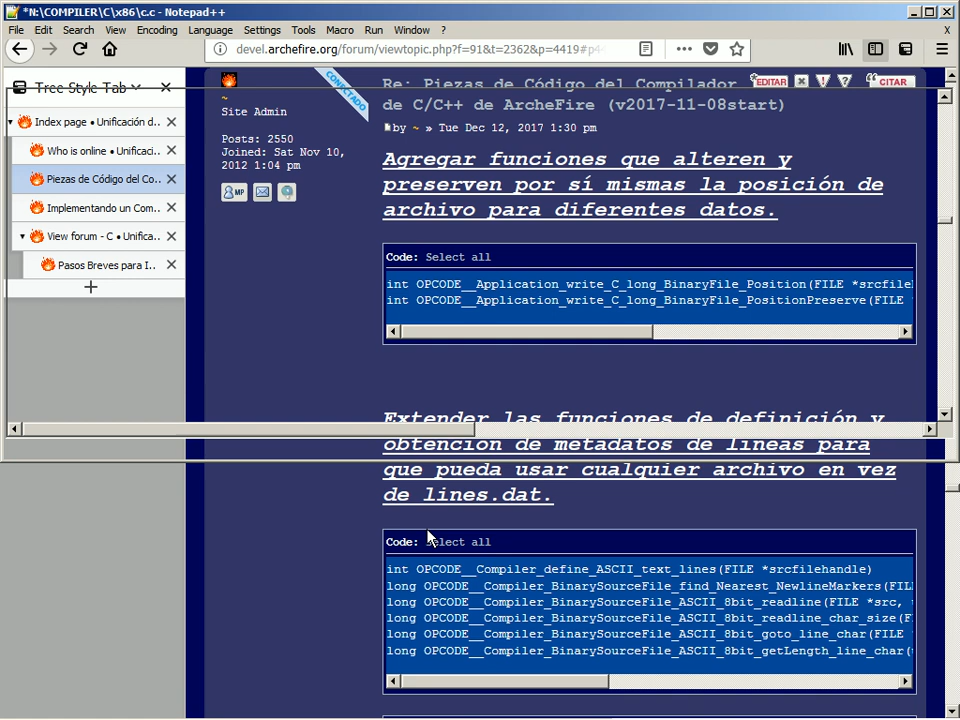 *N:\COMPILER\C\x86\c.c - Notepad++
File Edit Search View Encoding Language Settings Tools Macro Run Window ? X
devel.archefire.org/forum/viewtopic.php?f=91&t=2362&p=4419#p4
Tree Style Tab
Index page • Unificación d...
Who is online • Unificaci...
Piezas de Código del Co...
Implementando un Com...
View forum - C • Unifica...
Pasos Breves para I...
~
Site Admin
Posts: 2550
Joined: Sat Nov 10,
2012 1:04 pm
MP
CONECTADO
Re: Piezas de Código del Compilador
de C/C++ de ArcheFire (v2017-11-08start)
EDITAR
CITAR
by ~ » Tue Dec 12, 2017 1:30 pm
Agregar funciones que alteren y
preserven por sí mismas la posición de
archivo para diferentes datos.
Code: Select all
int OPCODE__Application_write_C_long_BinaryFile_Position(FILE *srcfile
int OPCODE__Application_write_C_long_BinaryFile_PositionPreserve(FILE
Extender las funciones de definición y
obtención de metadatos de líneas para
que pueda usar cualquier archivo en vez
de lines.dat.
Code: Select all
int OPCODE__Compiler_define_ASCII_text_lines(FILE *srcfilehandle)
long OPCODE__Compiler_BinarySourceFile_find_Nearest_NewlineMarkers(FIL
long OPCODE__Compiler_BinarySourceFile_ASCII_8bit_readline(FILE *src,
long OPCODE__Compiler_BinarySourceFile_ASCII_8bit_readline_char_size(F
long OPCODE__Compiler_BinarySourceFile_ASCII_8bit_goto_line_char(FILE
long OPCODE__Compiler_BinarySourceFile_ASCII_8bit_getLength_line_char(